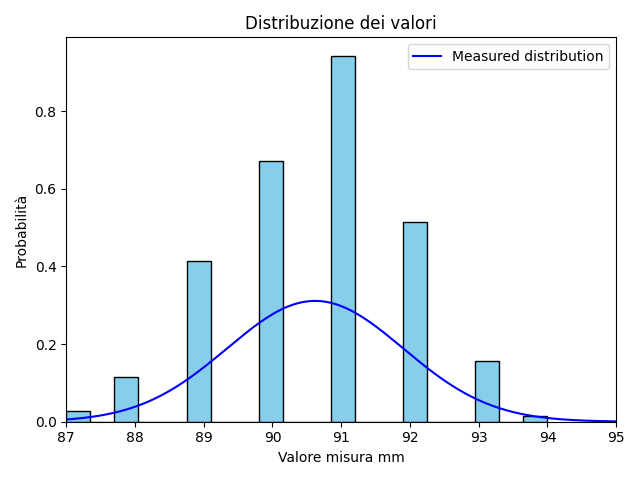 Distribuzione dei valori
Measured distribution
Probabilità
0.8
0.6
0.4
0.2
0.0
87 88 89 90 91 92 93 94 95
Valore misura mm